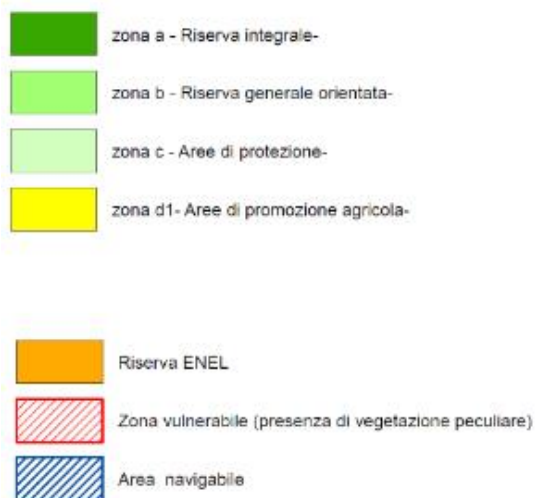 zona a - Riserva integrale-
zona b - Riserva generale orientata-
zona c - Aree di protezione-
zona d1- Aree di promozione agricola-
Riserva ENEL
Zona vulnerabile (presenza di vegetazione peculiare)
Area navigabile